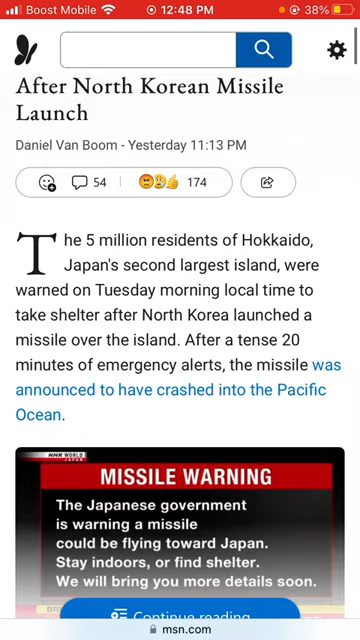 Boost Mobile 12:48 PM 38%
After North Korean Missile
Launch
Daniel Van Boom - Yesterday 11:13 PM
54 174
The 5 million residents of Hokkaido,
Japan's second largest island, were
warned on Tuesday morning local time to
take shelter after North Korea launched a
missile over the island. After a tense 20
minutes of emergency alerts, the missile was
announced to have crashed into the Pacific
Ocean.
NHK WORLD
JAPAN
MISSILE WARNING
The Japanese government
is warning a missile
could be flying toward Japan.
Stay indoors, or find shelter.
We will bring you more details soon.
Continue reading
msn.com